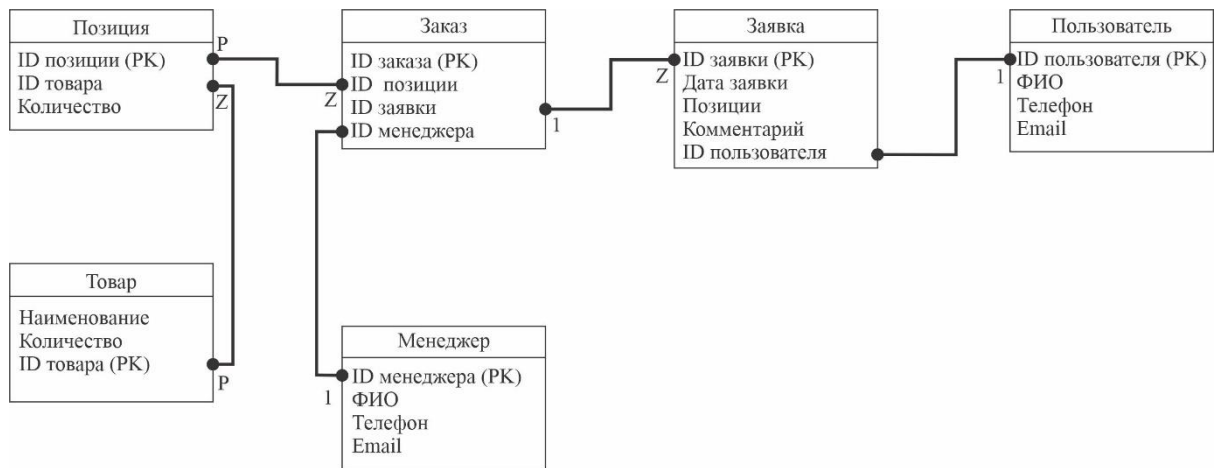 Позиция
ID позиции (PK)
ID товара
Количество
P
Z
Заказ
ID заказа (PK)
ID позиции
ID заявки
ID менеджера
Z
1
Заявка
ID заявки (PK)
Дата заявки
Позиции
Комментарий
ID пользователя
Z
Пользователь
ID пользователя (PK)
ФИО
Телефон
Email
1
Товар
Наименование
Количество
ID товара (PK)
P
Менеджер
ID менеджера (PK)
ФИО
Телефон
Email
1